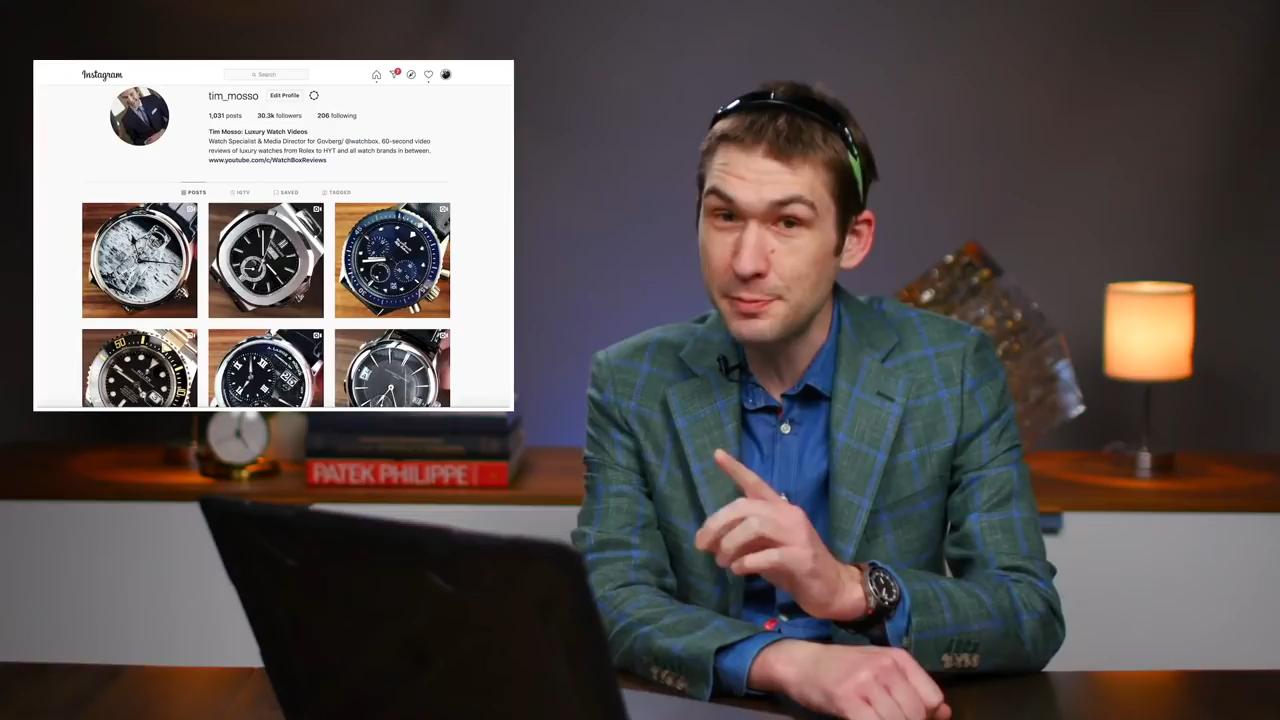 Instagram
Search
7
tim_mosso Edit Profile
1,031 posts 30.3k followers 206 following
Tim Mosso: Luxury Watch Videos
Watch Specialist & Media Director for Govberg/ @watchbox. 60-second video
reviews of luxury watches from Rolex to HYT and all watch brands in between.
www.youtube.com/c/WatchBoxReviews
POSTS IGTV SAVED TAGGED
PATEK PHILIPPE